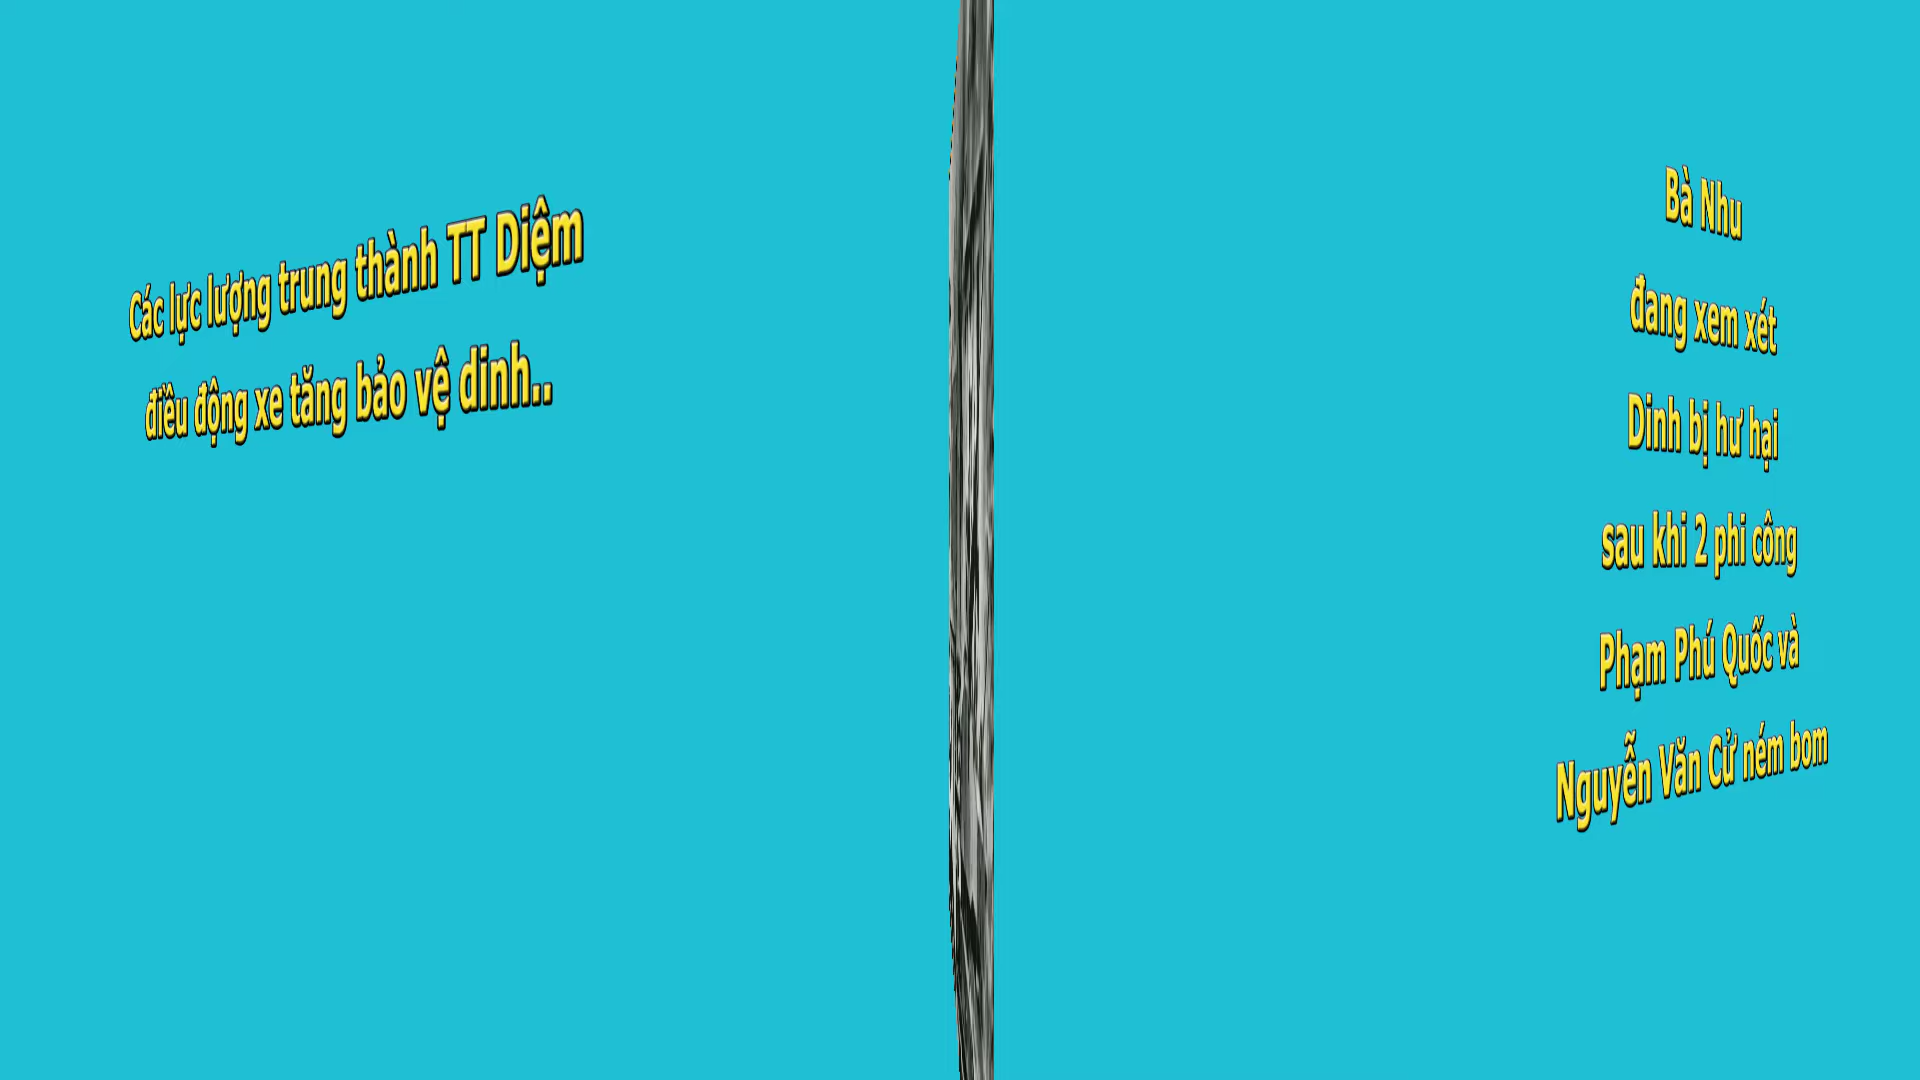 Các lực lượng trung thành TT Diệm
điều động xe tăng bảo vệ dinh..
Bà Nhu
đang xem xét
Dinh bị hư hại
sau khi 2 phi công
Phạm Phú Quốc và
Nguyễn Văn Cử ném bom